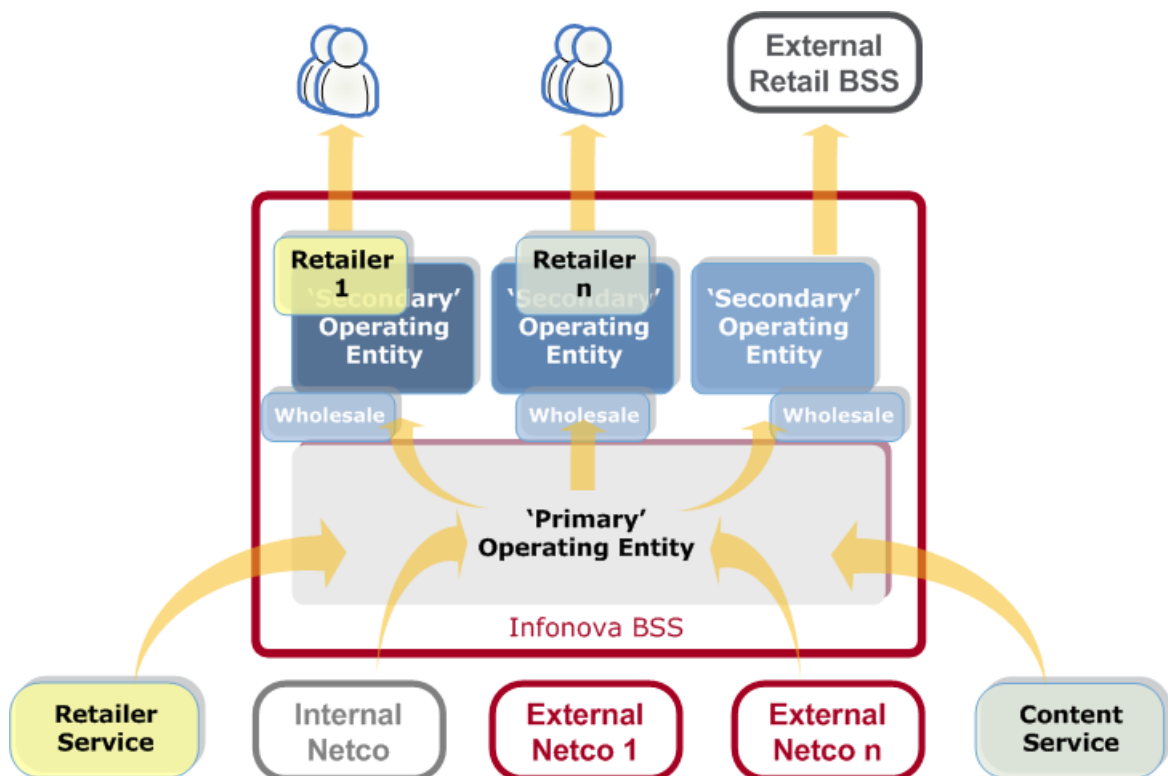 External
Retail BSS
Retailer
1
‘Secondary’
Operating
Entity
Retailer
n
‘Secondary’
Operating
Entity
‘Secondary’
Operating
Entity
Wholesale
Wholesale
Wholesale
‘Primary’
Operating Entity
Infonova BSS
Retailer
Service
Internal
Netco
External
Netco 1
External
Netco n
Content
Service